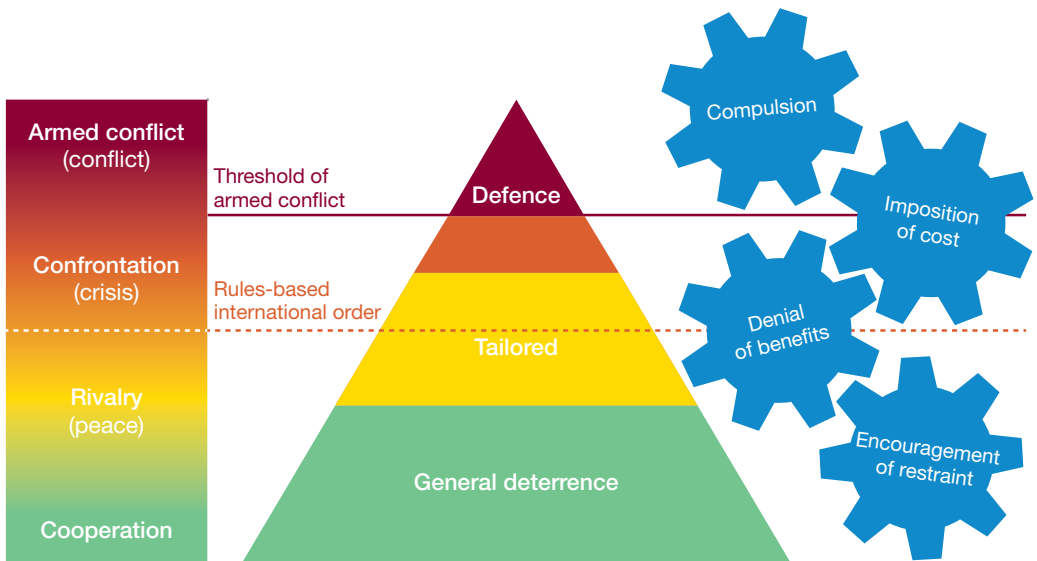 Armed conflict
(conflict)
Confrontation
(crisis)
Rivalry
(peace)
Cooperation
Threshold of
armed conflict
Rules-based
international order
Defence
Tailored
General deterrence
Compulsion
Imposition
of cost
Denial
of benefits
Encouragement
of restraint